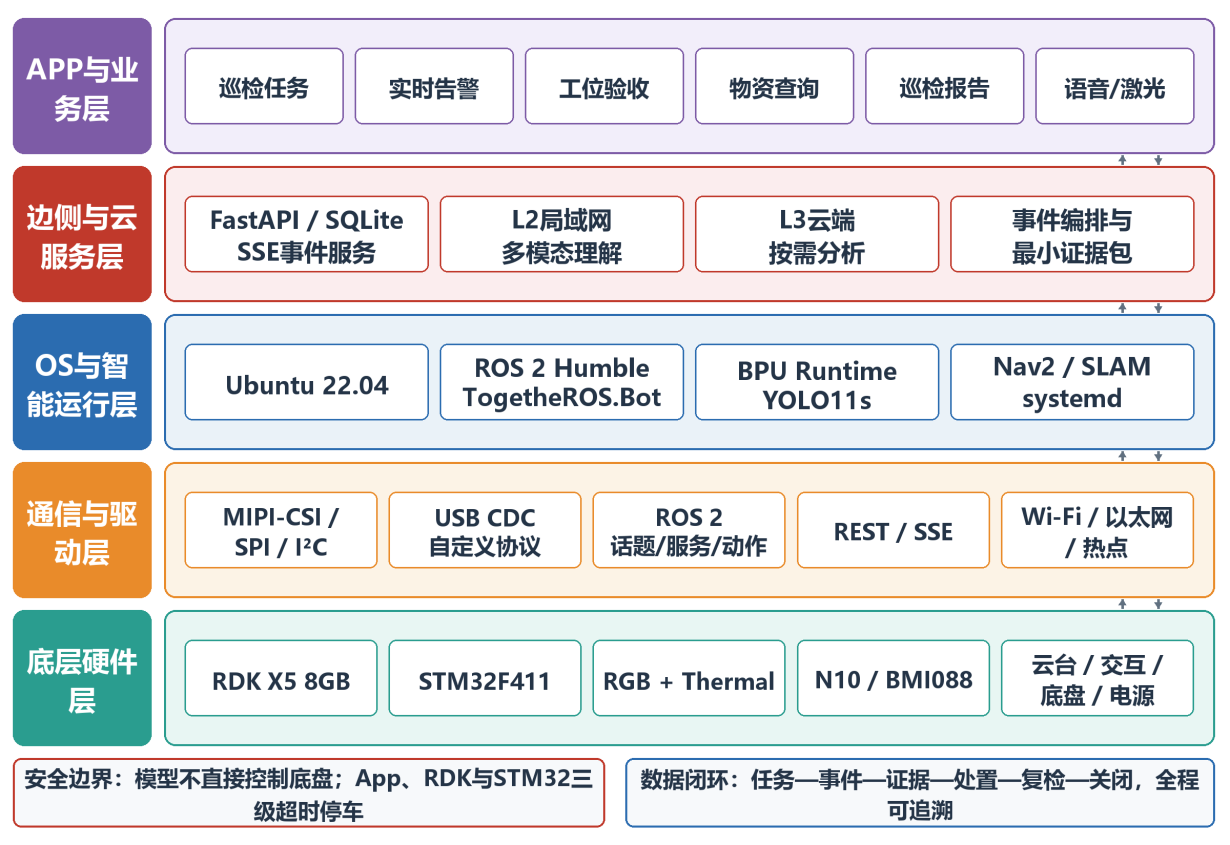 APP与业
务层
巡检任务
实时告警
工位验收
物资查询
巡检报告
语音/激光
边侧与云
服务层
FastAPI / SQLite
SSE事件服务
L2局域网
多模态理解
L3云端
按需分析
事件编排与
最小证据包
OS与智
能运行层
Ubuntu 22.04
ROS 2 Humble
TogetheROS.Bot
BPU Runtime
YOLO11s
Nav2 / SLAM
systemd
通信与驱
动层
MIPI-CSI /
SPI / I²C
USB CDC
自定义协议
ROS 2
话题/服务/动作
REST / SSE
Wi-Fi / 以太网
/ 热点
底层硬件
层
RDK X5 8GB
STM32F411
RGB + Thermal
N10 / BMI088
云台 / 交互 /
底盘 / 电源
安全边界：模型不直接控制底盘；App、RDK与STM32三
级超时停车
数据闭环：任务—事件—证据—处置—复检—关闭，全程
可追溯